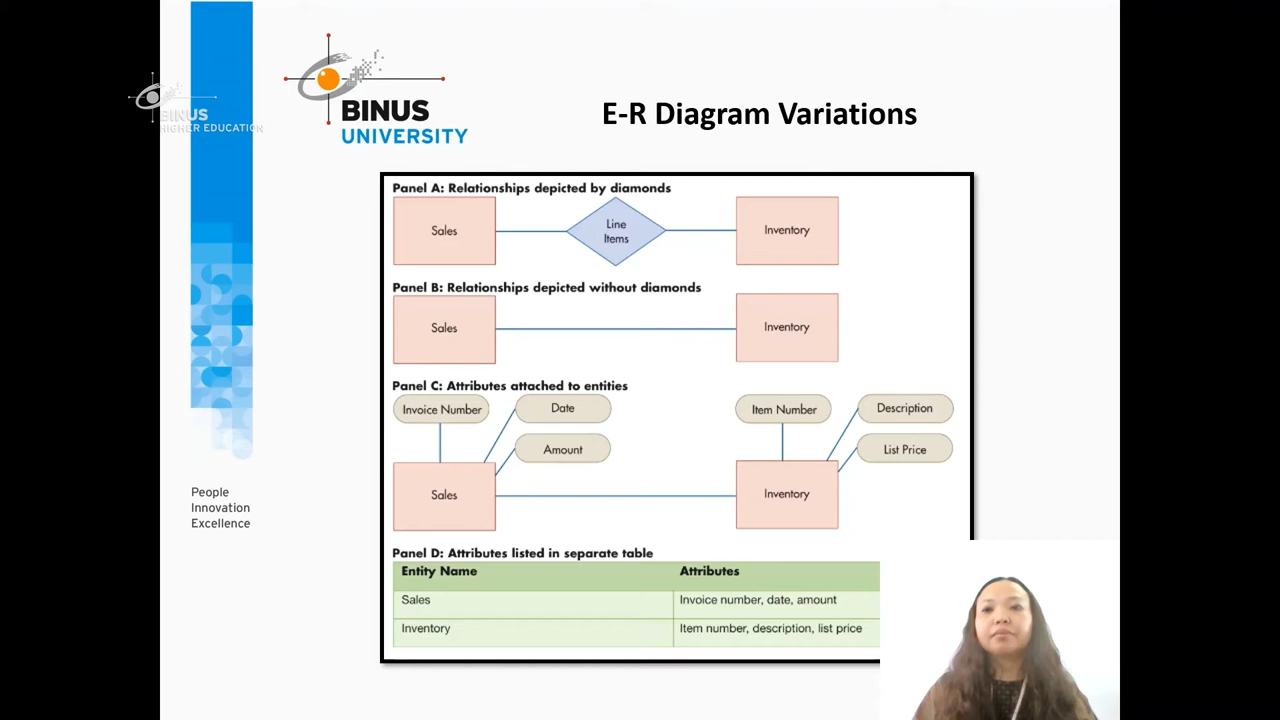 BINUS
HIGHER EDUCATION
BINUS
UNIVERSITY
E-R Diagram Variations
Panel A: Relationships depicted by diamonds
Sales
Line
Items
Inventory
Panel B: Relationships depicted without diamonds
Sales
Inventory
Panel C: Attributes attached to entities
Invoice Number
Date
Amount
Item Number
Description
List Price
Sales
Inventory
People
Innovation
Excellence
Panel D: Attributes listed in separate table
Entity Name Attributes
Sales Invoice number, date, amount
Inventory Item number, description, list price